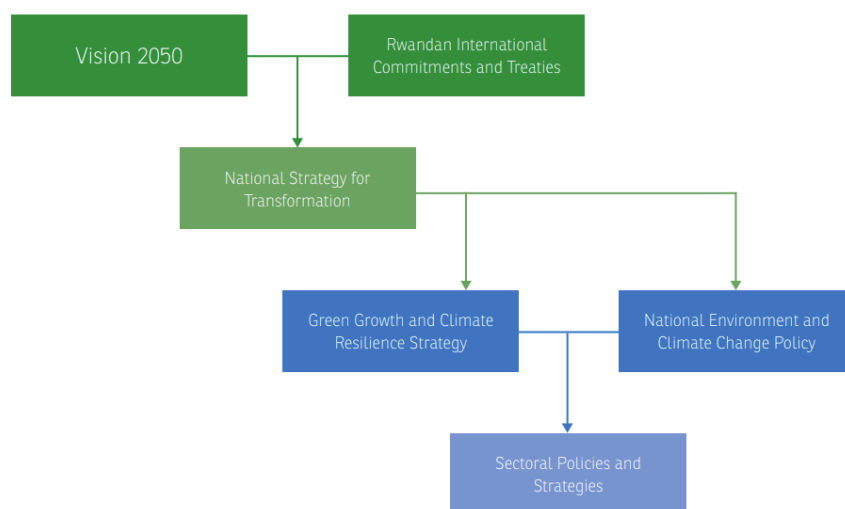 Vision 2050
Rwandan International
Commitments and Treaties
National Strategy for
Transformation
Green Growth and Climate
Resilience Strategy
National Environment and
Climate Change Policy
Sectoral Policies and
Strategies